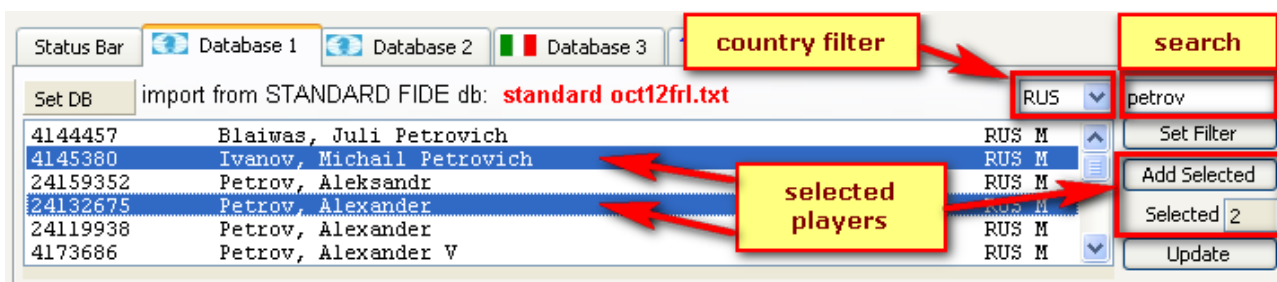 country filter
search
Status Bar
Database 1
Database 2
Database 3
Set DB
import from STANDARD FIDE db: standard oct12frl.txt
RUS
petrov
4144457 Blaiwas, Juli Petrovich RUS M
Set Filter
4145380 Ivanov, Michail Petrovich RUS M
24159352 Petrov, Aleksandr RUS M
Add Selected
24132675 Petrov, Alexander RUS M
selected
players
Selected 2
24119938 Petrov, Alexander RUS M
4173686 Petrov, Alexander V RUS M
Update